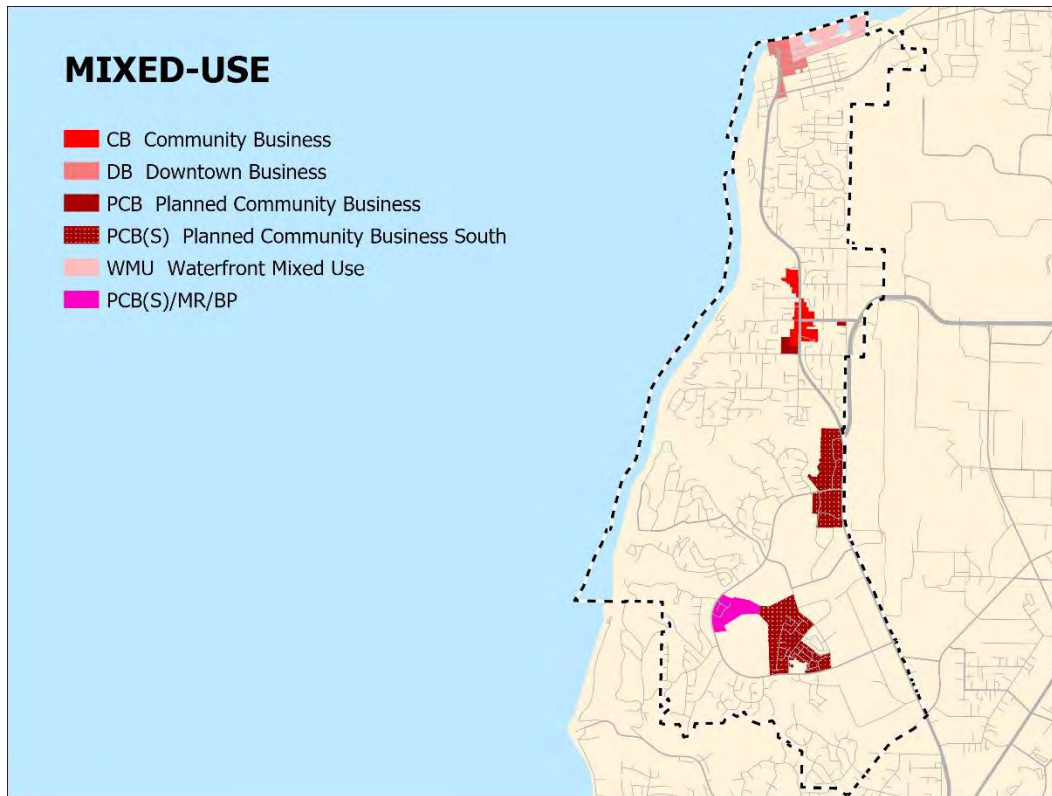 MIXED-USE
CB Community Business
DB Downtown Business
PCB Planned Community Business
PCB(S) Planned Community Business South
WMU Waterfront Mixed Use
PCB(S)/MR/BP